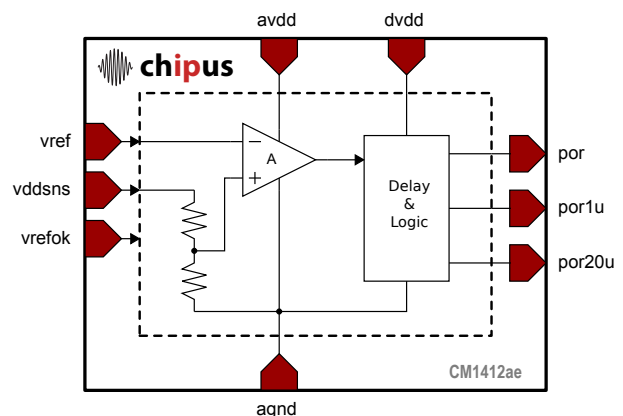 avdd
dvdd
chipus
vref
vddsns
vrefok
A
Delay
&
Logic
por
por1u
por20u
CM1412ae
agnd